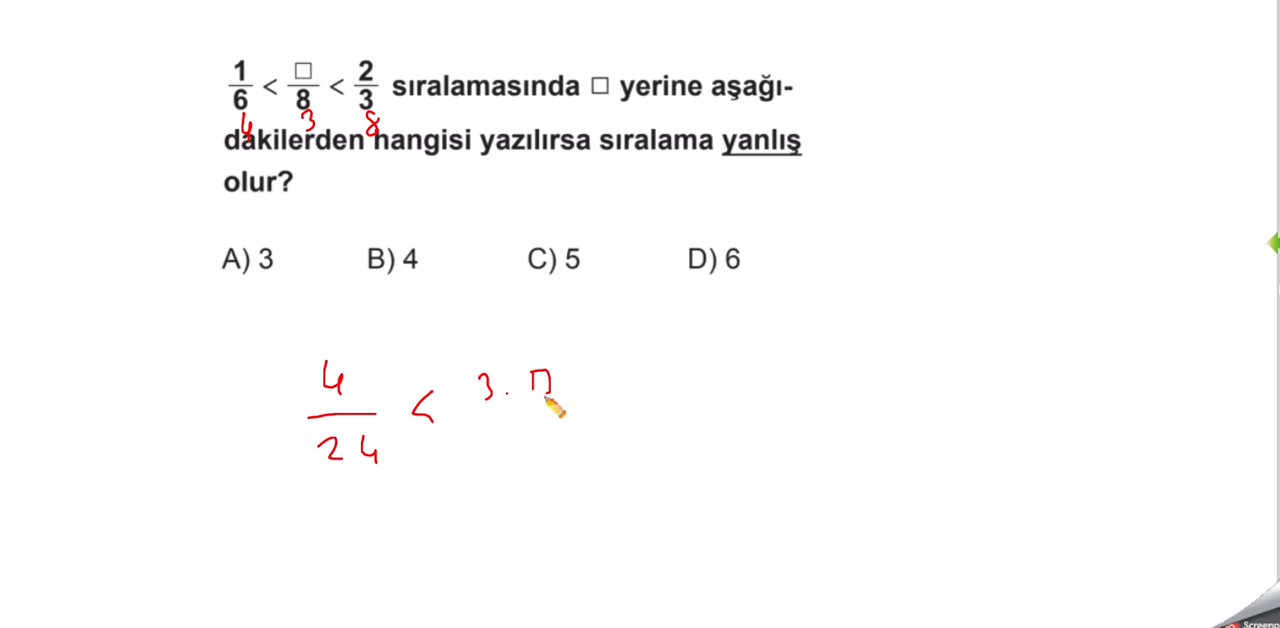 1/6 < □/8 < 2/3 sıralamasında □ yerine aşağı-
4 3 8
dakilerden hangisi yazılırsa sıralama yanlış
olur?
A) 3 B) 4 C) 5 D) 6
4/24 < 3. □